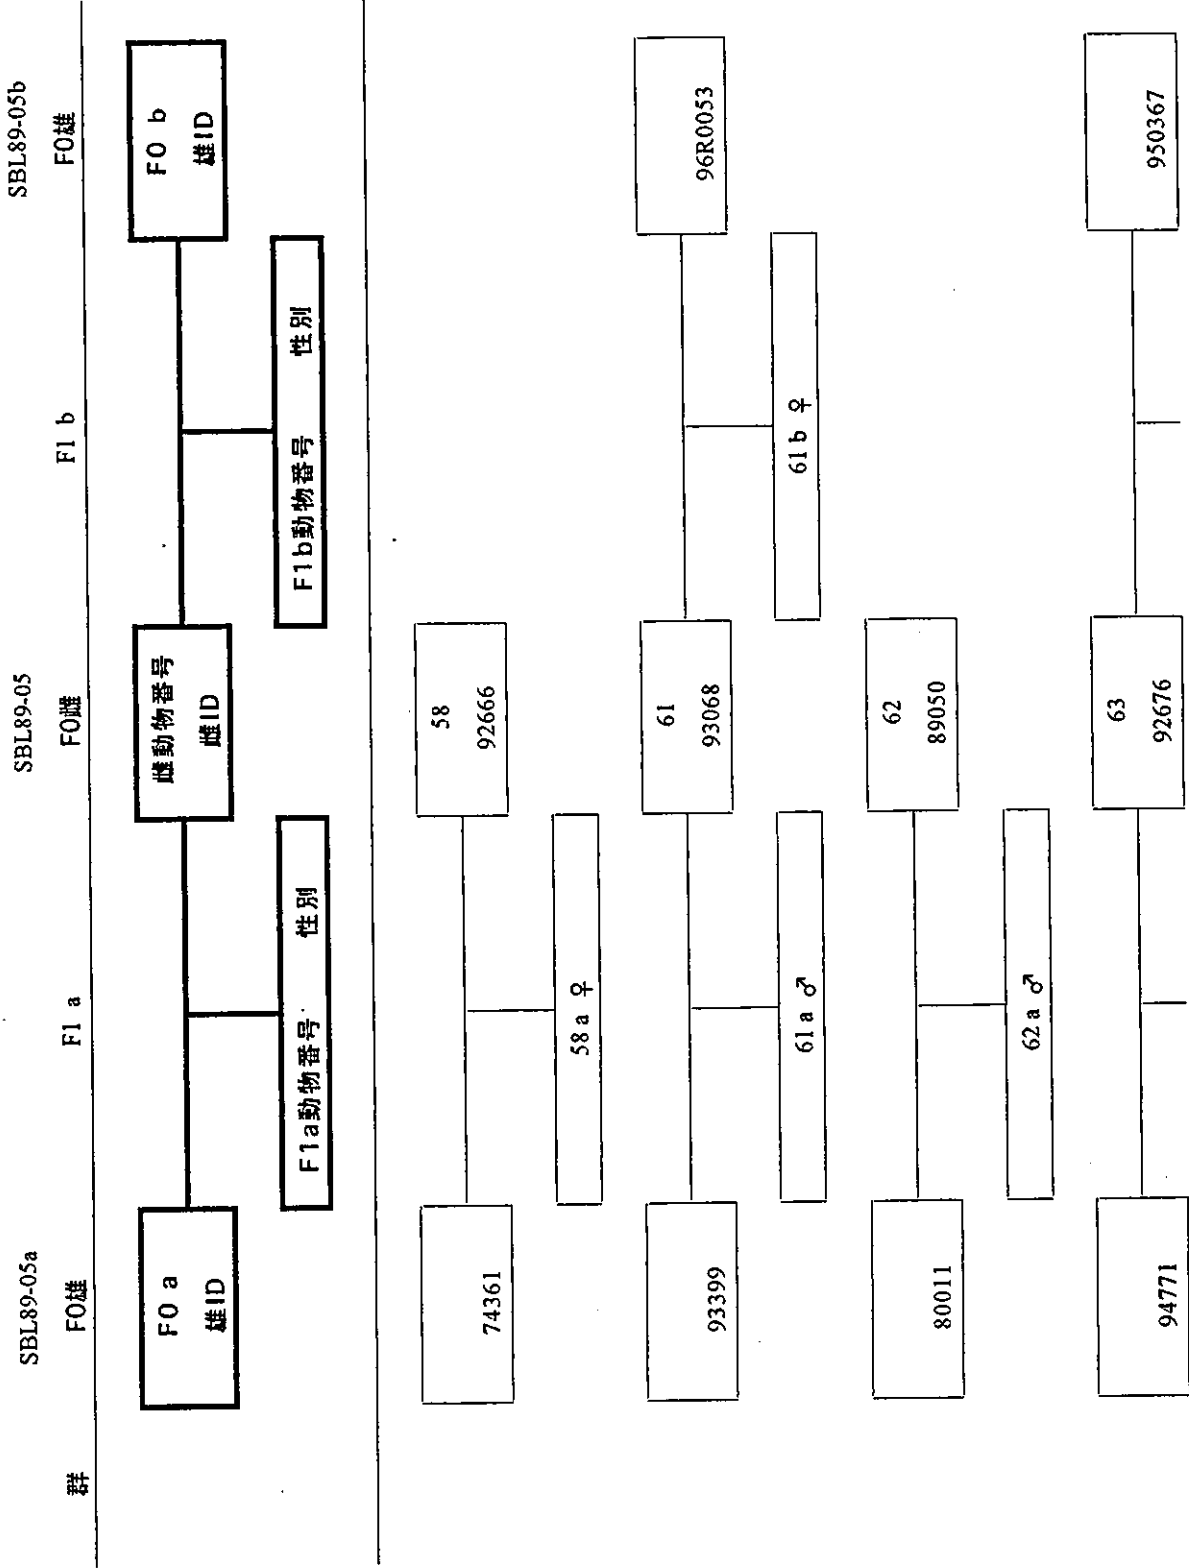 SBL89-05a SBL89-05 SBL89-05b
群 F0雄 F1 a F0雌 F1 b F0雄
F0 a
雄ID
雌動物番号
雌ID
F0 b
雄ID
F1a動物番号 性別
F1b動物番号 性別
74361
58
92666
58 a ♀
93399
61
93068
96R0053
61 a ♂
61 b ♀
80011
62
89050
62 a ♂
94771
63
92676
950367